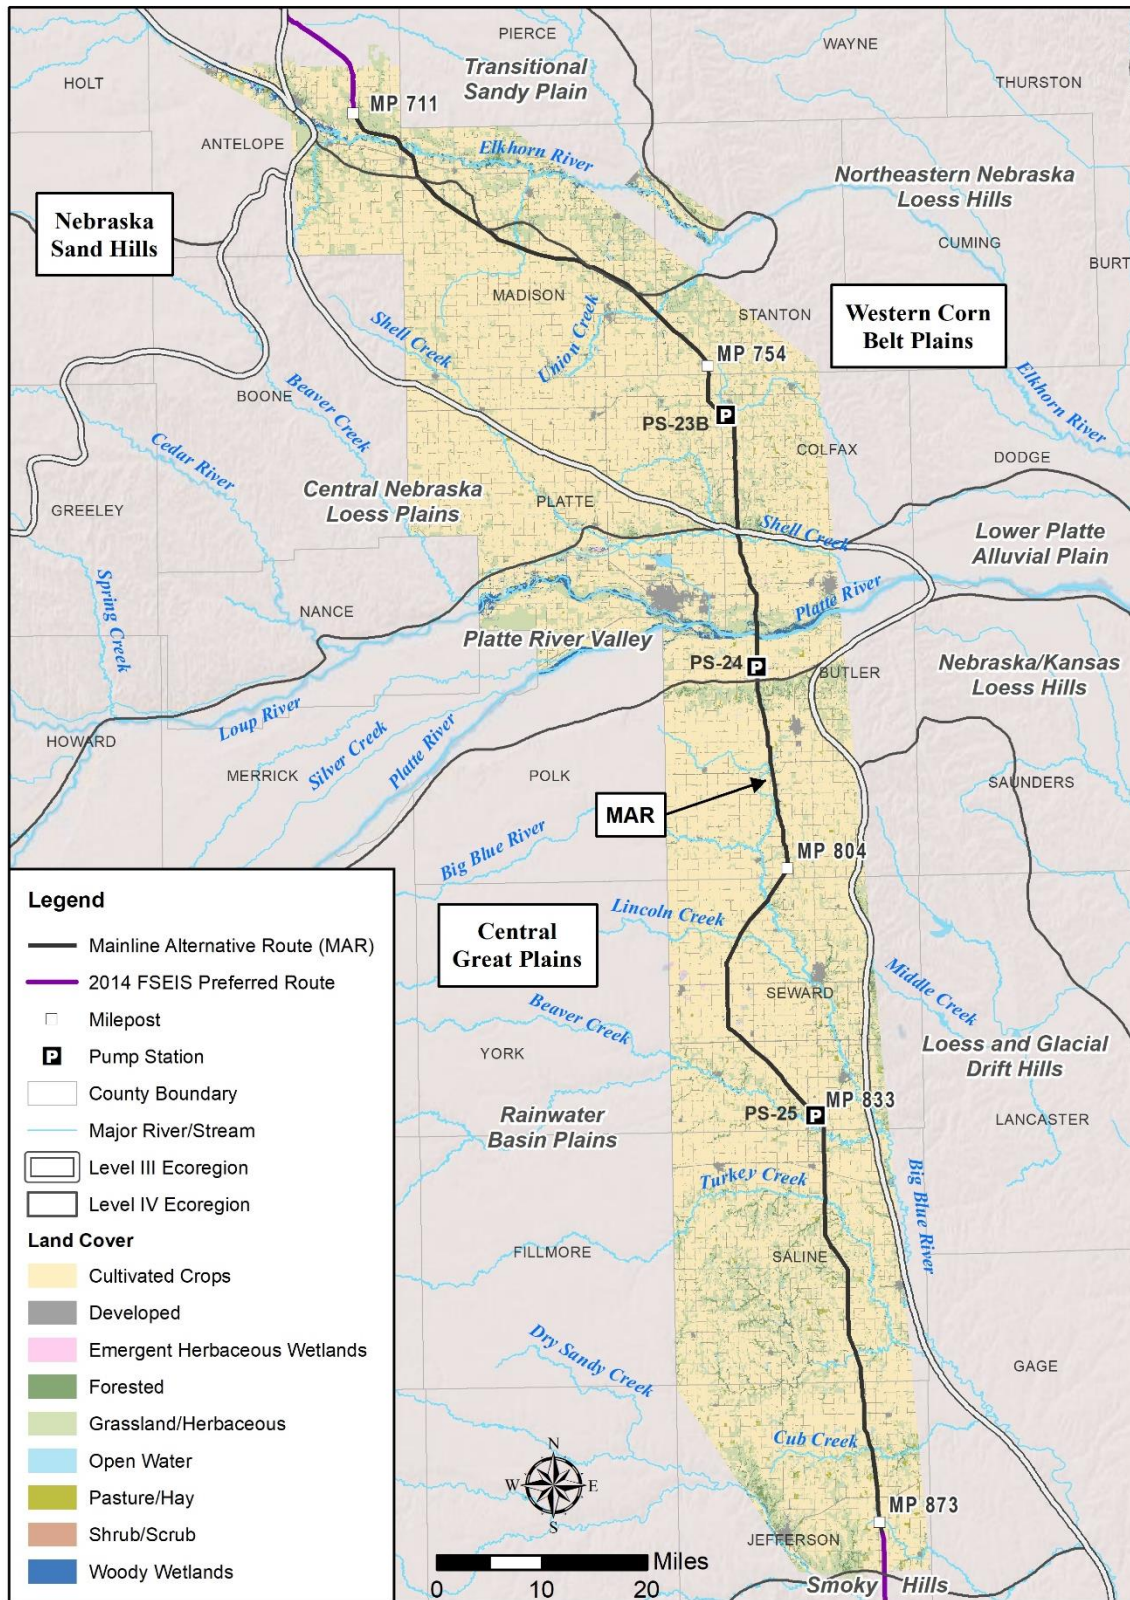 PIERCE
WAYNE
HOLT
Transitional
Sandy Plain
THURSTON
MP 711
ANTELOPE
Elkhorn River
Northeastern Nebraska
Loess Hills
Nebraska
Sand Hills
CUMING
BURT
MADISON
STANTON
Western Corn
Belt Plains
Shell Creek
Union Creek
MP 754
Elkhorn River
BOONE
Beaver Creek
PS-23B
P
Cedar River
COLFAX
DODGE
Central Nebraska
Loess Plains
PLATTE
GREELEY
Shell Creek
Lower Platte
Alluvial Plain
Spring Creek
NANCE
Platte River
Platte River Valley
PS-24
P
BUTLER
Nebraska/Kansas
Loess Hills
Loup River
HOWARD
MERRICK
Silver Creek
Platte River
POLK
SAUNDERS
MAR
Big Blue River
MP 804
Lincoln Creek
Central
Great Plains
SEWARD
Middle Creek
Beaver Creek
YORK
Loess and Glacial
Drift Hills
PS-25
P
MP 833
Rainwater
Basin Plains
LANCASTER
Turkey Creek
Big Blue River
FILLMORE
SALINE
Dry Sandy Creek
GAGE
Cub Creek
MP 873
JEFFERSON
Smoky Hills
Legend
Mainline Alternative Route (MAR)
2014 FSEIS Preferred Route
Milepost
P Pump Station
County Boundary
Major River/Stream
Level III Ecoregion
Level IV Ecoregion
Land Cover
Cultivated Crops
Developed
Emergent Herbaceous Wetlands
Forested
Grassland/Herbaceous
Open Water
Pasture/Hay
Shrub/Scrub
Woody Wetlands
N
W E
S
Miles
0 10 20